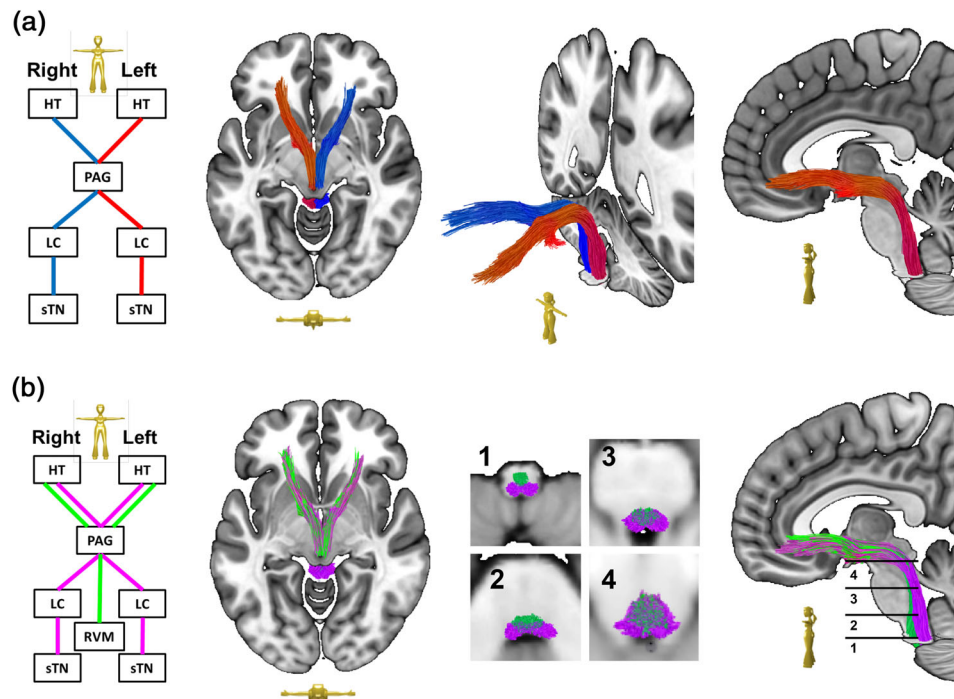 (a)
Right Left
HT HT
PAG
LC LC
sTN sTN
(b)
Right Left
HT HT
PAG
LC LC
RVM
sTN sTN
1 3
2 4
4
3
2
1